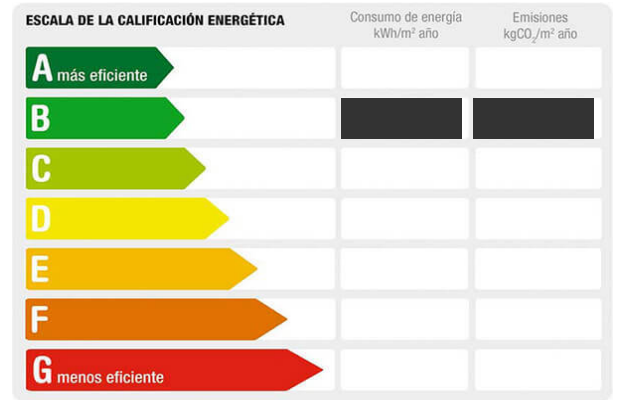 ESCALA DE LA CALIFICACIÓN ENERGÉTICA
Consumo de energía
kWh/m² año
Emisiones
kgCO₂/m² año
A más eficiente
B
C
D
E
F
G menos eficiente